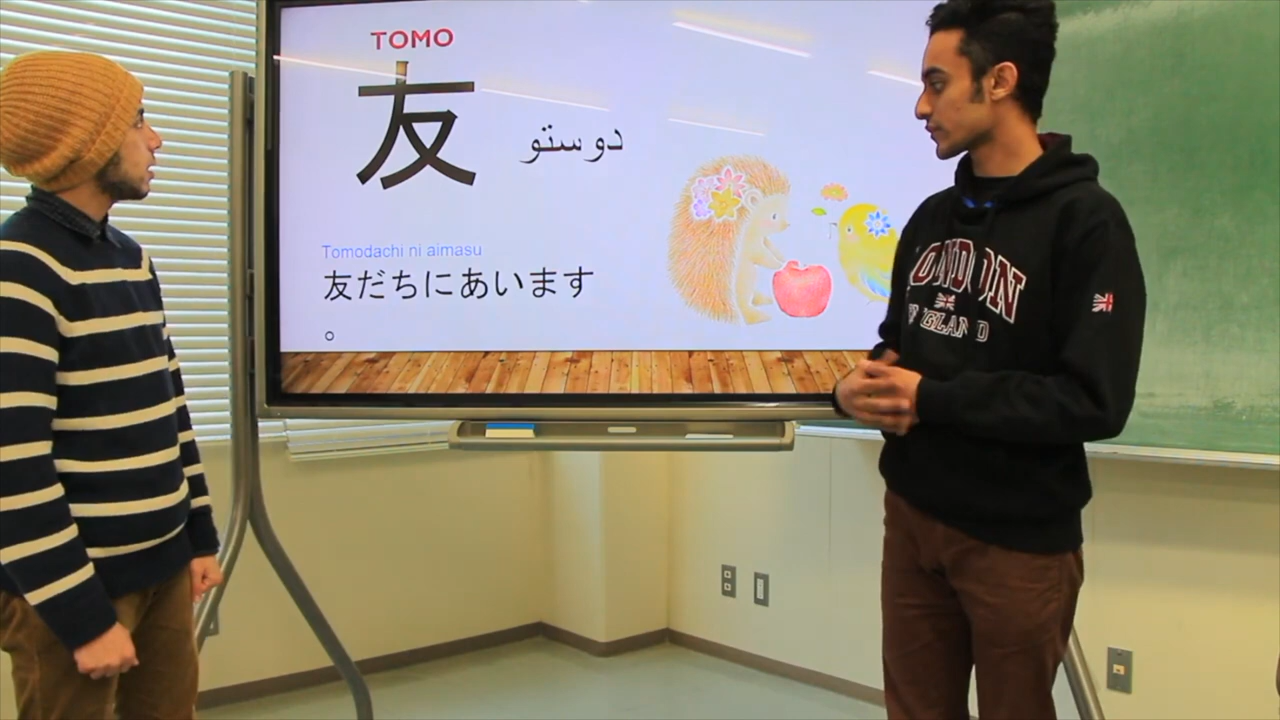 TOMO
友
دوستو
Tomodachi ni aimasu
友だちにあいます
。
LONDON
ENGLAND